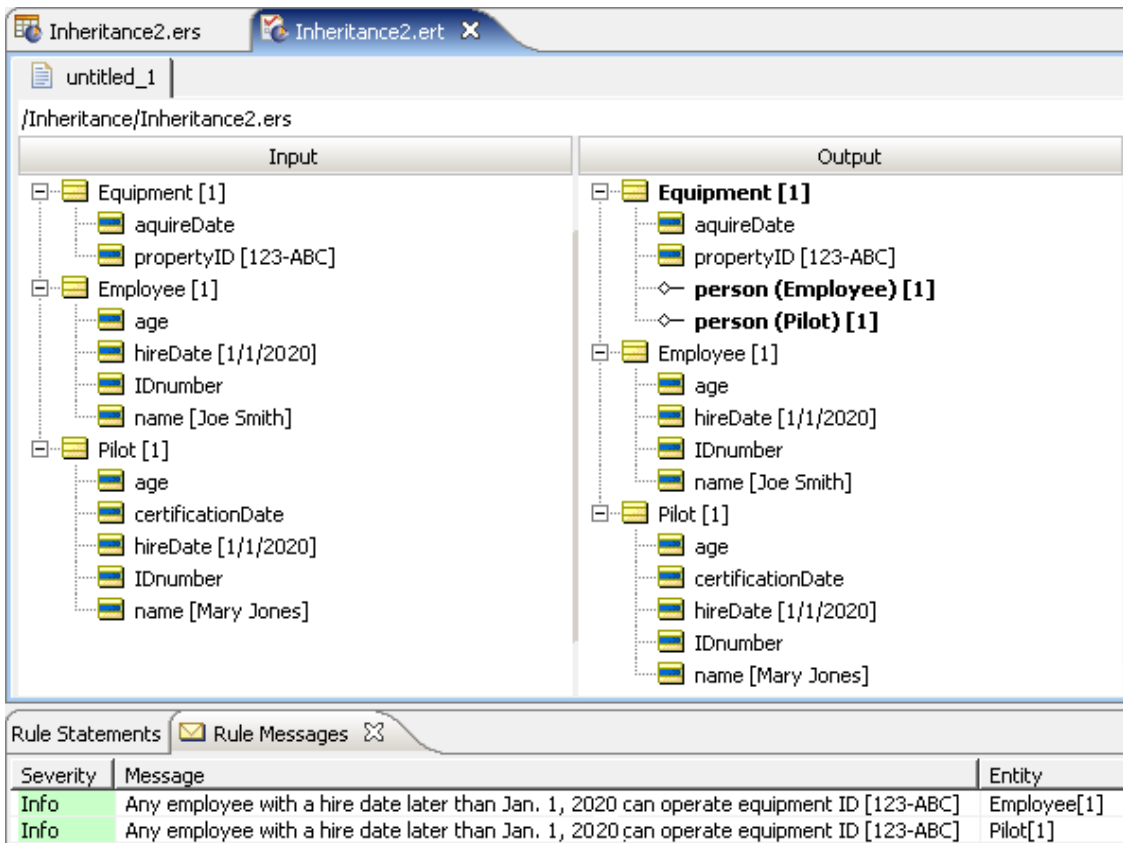 Inheritance2.ers Inheritance2.ert
untitled_1
/Inheritance/Inheritance2.ers
Input
Equipment [1]
aquireDate
propertyID [123-ABC]
Employee [1]
age
hireDate [1/1/2020]
IDnumber
name [Joe Smith]
Pilot [1]
age
certificationDate
hireDate [1/1/2020]
IDnumber
name [Mary Jones]
Output
Equipment [1]
aquireDate
propertyID [123-ABC]
person (Employee) [1]
person (Pilot) [1]
Employee [1]
age
hireDate [1/1/2020]
IDnumber
name [Joe Smith]
Pilot [1]
age
certificationDate
hireDate [1/1/2020]
IDnumber
name [Mary Jones]
Rule Statements Rule Messages
Severity Message Entity
Info Any employee with a hire date later than Jan. 1, 2020 can operate equipment ID [123-ABC] Employee[1]
Info Any employee with a hire date later than Jan. 1, 2020 can operate equipment ID [123-ABC] Pilot[1]